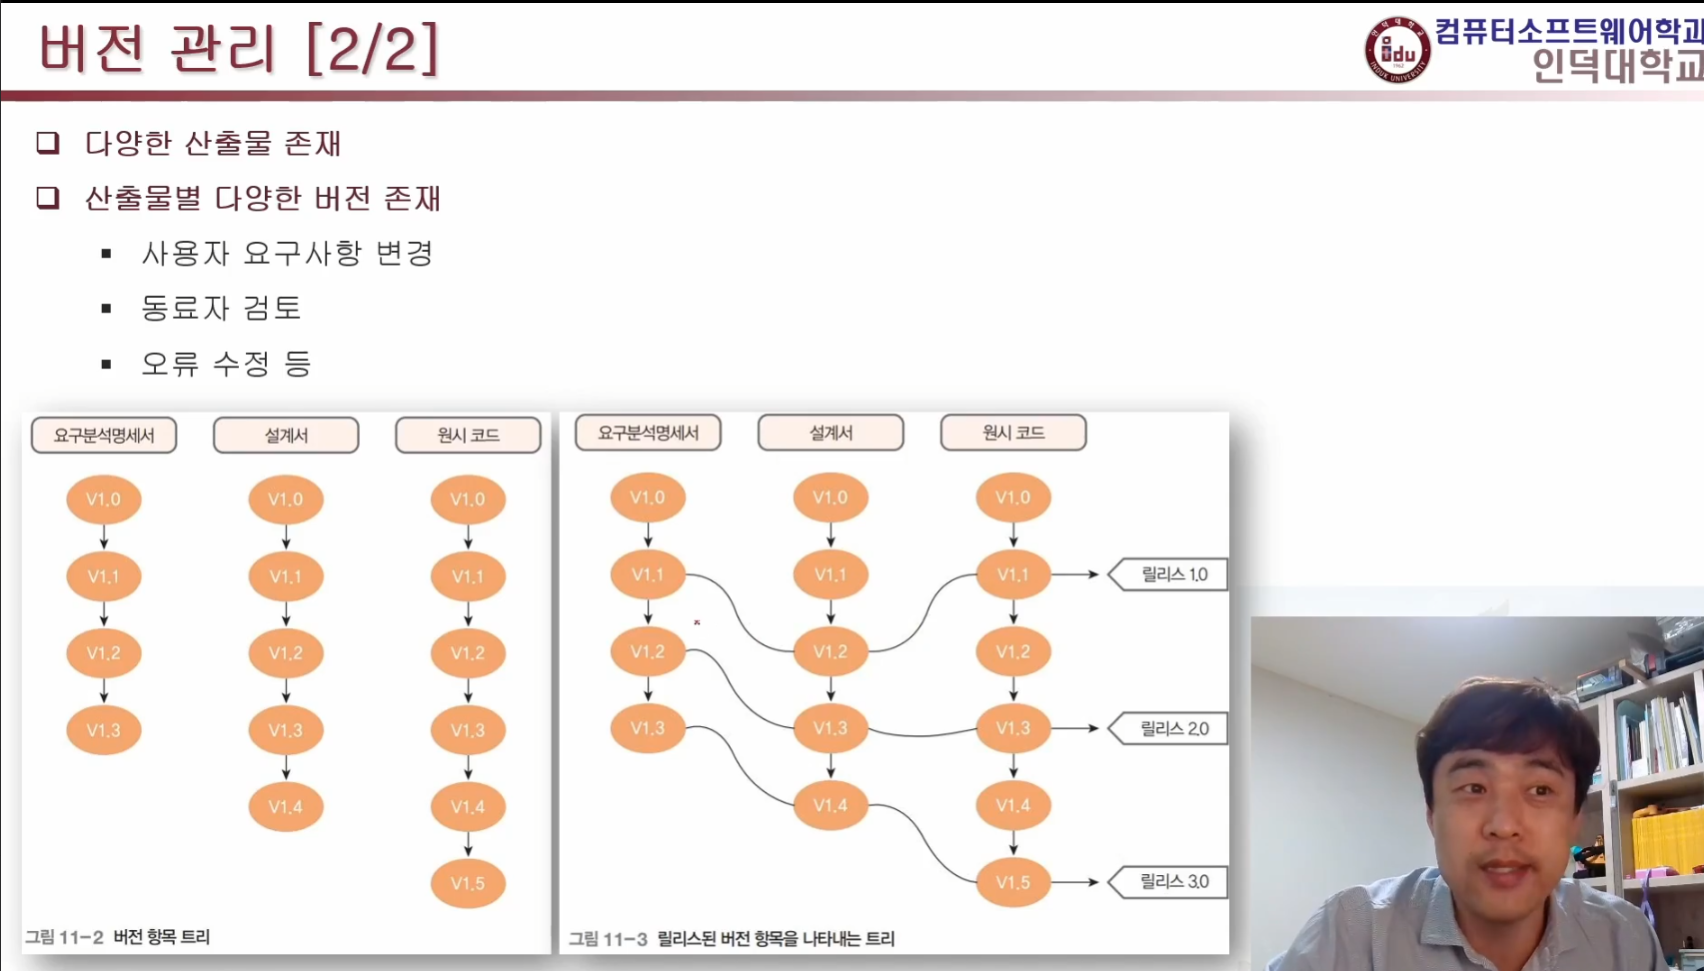 버전 관리 [2/2]
컴퓨터소프트웨어학과
인덕대학교
idu
INDUK UNIVERSITY
다양한 산출물 존재
산출물별 다양한 버전 존재
사용자 요구사항 변경
동료자 검토
오류 수정 등
요구분석명세서 설계서 원시 코드
V1.0 V1.0 V1.0
V1.1 V1.1 V1.1
V1.2 V1.2 V1.2
V1.3 V1.3 V1.3
V1.4 V1.4
V1.5
그림 11-2 버전 항목 트리
요구분석명세서 설계서 원시 코드
V1.0 V1.0 V1.0
V1.1 V1.1 V1.1 릴리스 1.0
V1.2 V1.2 V1.2
V1.3 V1.3 V1.3 릴리스 2.0
V1.4 V1.4
V1.5 릴리스 3.0
그림 11-3 릴리스된 버전 항목을 나타내는 트리